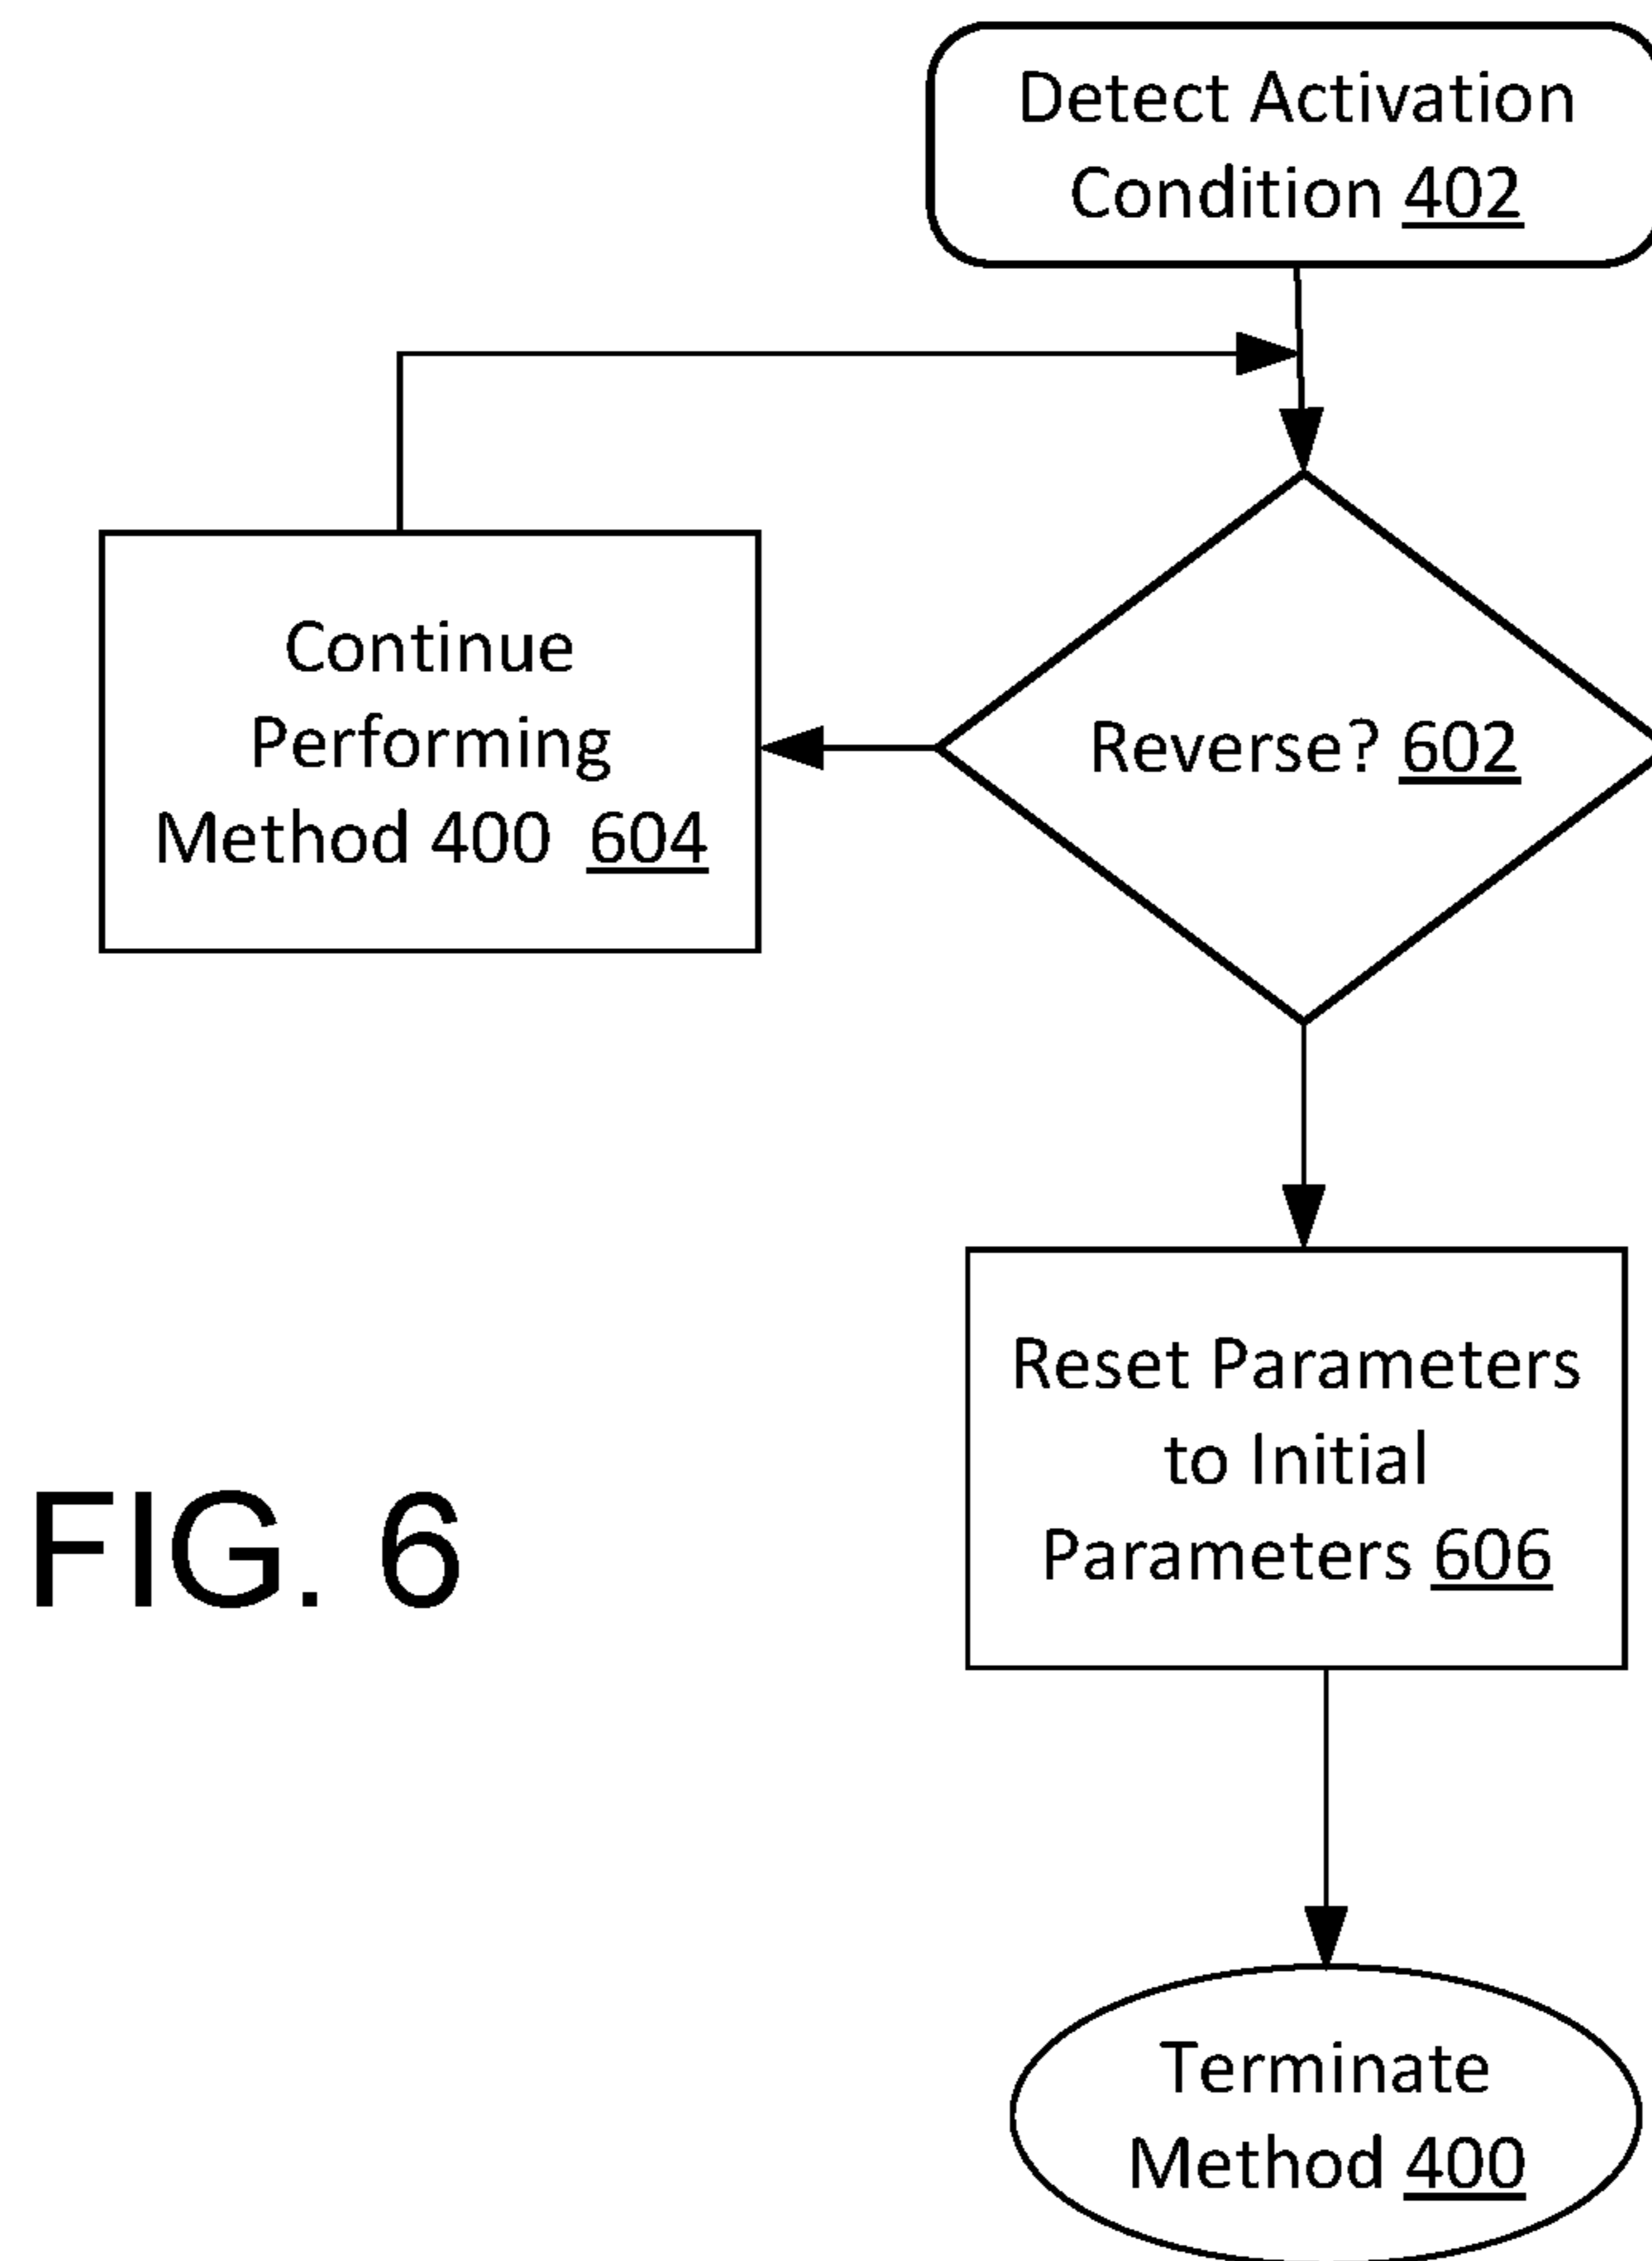 Detect Activation
Condition 402
Continue
Performing
Method 400 604
Reverse? 602
Reset Parameters
to Initial
Parameters 606
FIG. 6
Terminate
Method 400